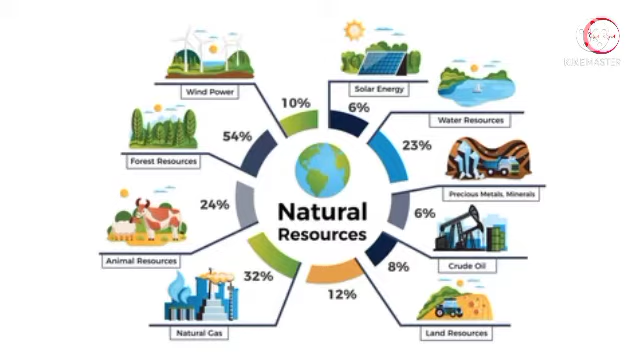 Wind Power
Solar Energy
Water Resources
Precious Metals, Minerals
Crude Oil
Land Resources
Natural Gas
Animal Resources
Forest Resources
10%
6%
23%
6%
8%
12%
32%
24%
54%
Natural
Resources
KINEMASTER